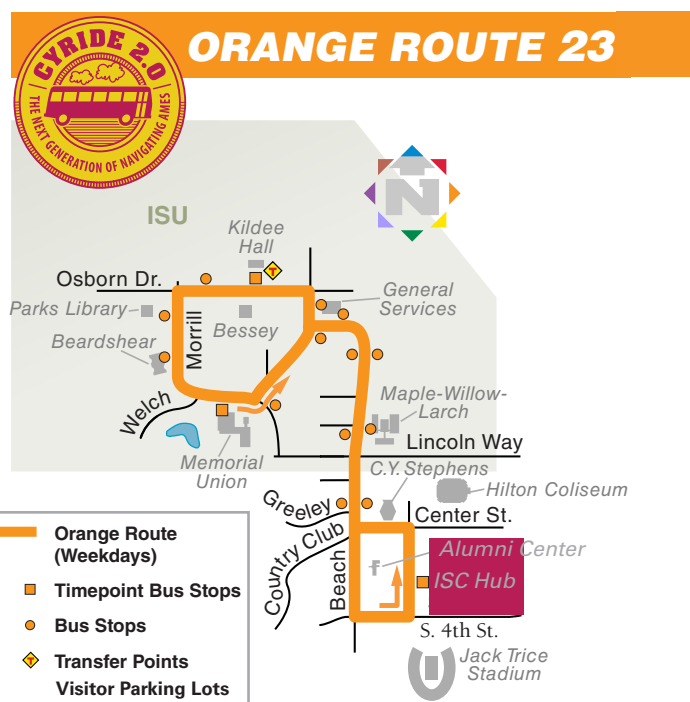 CYRIDE 2.0
THE NEXT GENERATION OF NAVIGATING AMES
ORANGE ROUTE 23
N
ISU
Kildee
Hall
T
Osborn Dr.
General
Services
Parks Library
Bessey
Morrill
Beardshear
Maple-Willow-
Larch
Welch
Lincoln Way
Memorial
Union
C.Y. Stephens
Hilton Coliseum
Greeley
Center St.
Country Club
Alumni Center
f
Beach
ISC Hub
S. 4th St.
Jack Trice
Stadium
Orange Route
(Weekdays)
Timepoint Bus Stops
Bus Stops
T
Transfer Points
Visitor Parking Lots